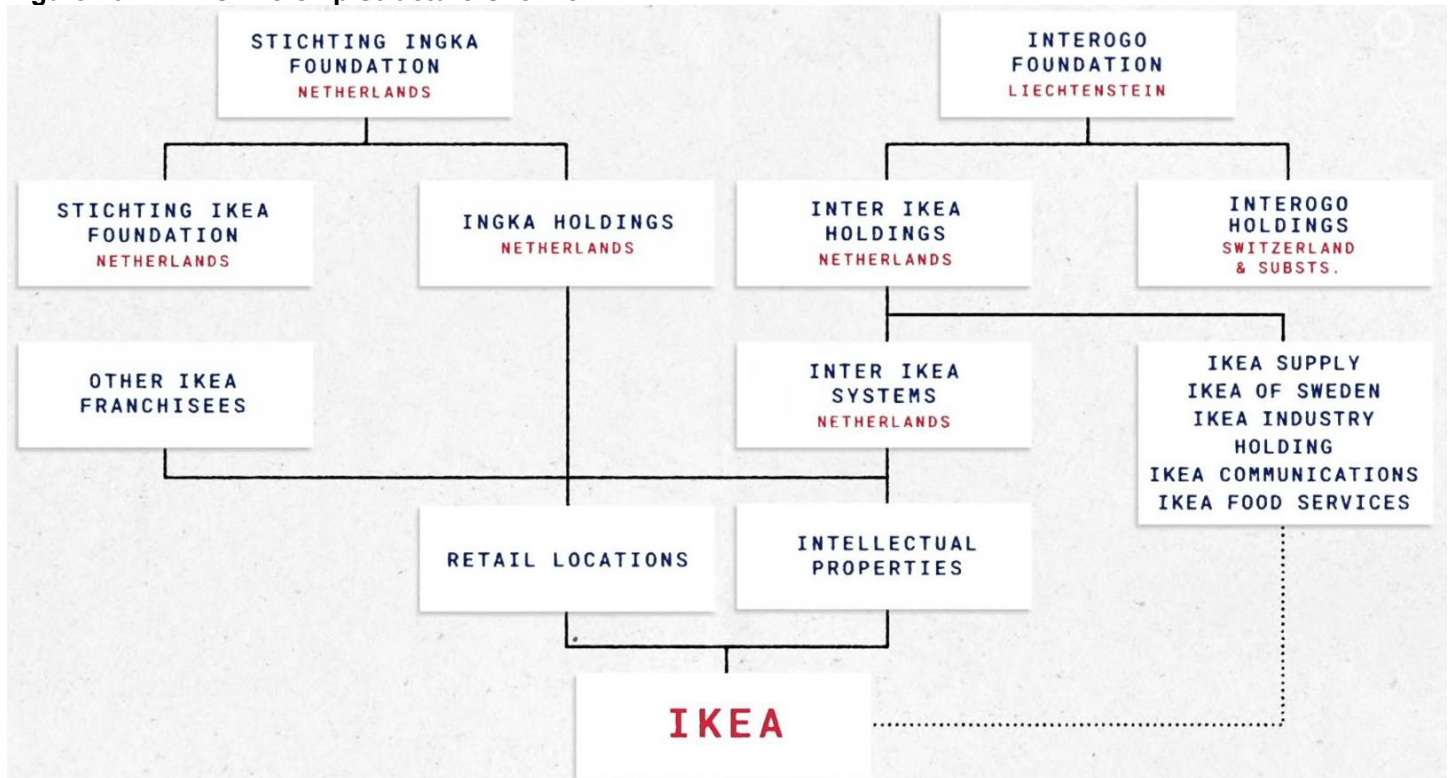 STICHTING INGKA
FOUNDATION
NETHERLANDS
INTEROGO
FOUNDATION
LIECHTENSTEIN
STICHTING IKEA
FOUNDATION
NETHERLANDS
INGKA HOLDINGS
NETHERLANDS
INTER IKEA
HOLDINGS
NETHERLANDS
INTEROGO
HOLDINGS
SWITZERLAND
& SUBSTS.
OTHER IKEA
FRANCHISEES
INTER IKEA
SYSTEMS
NETHERLANDS
IKEA SUPPLY
IKEA OF SWEDEN
IKEA INDUSTRY
HOLDING
IKEA COMMUNICATIONS
IKEA FOOD SERVICES
RETAIL LOCATIONS
INTELLECTUAL
PROPERTIES
IKEA